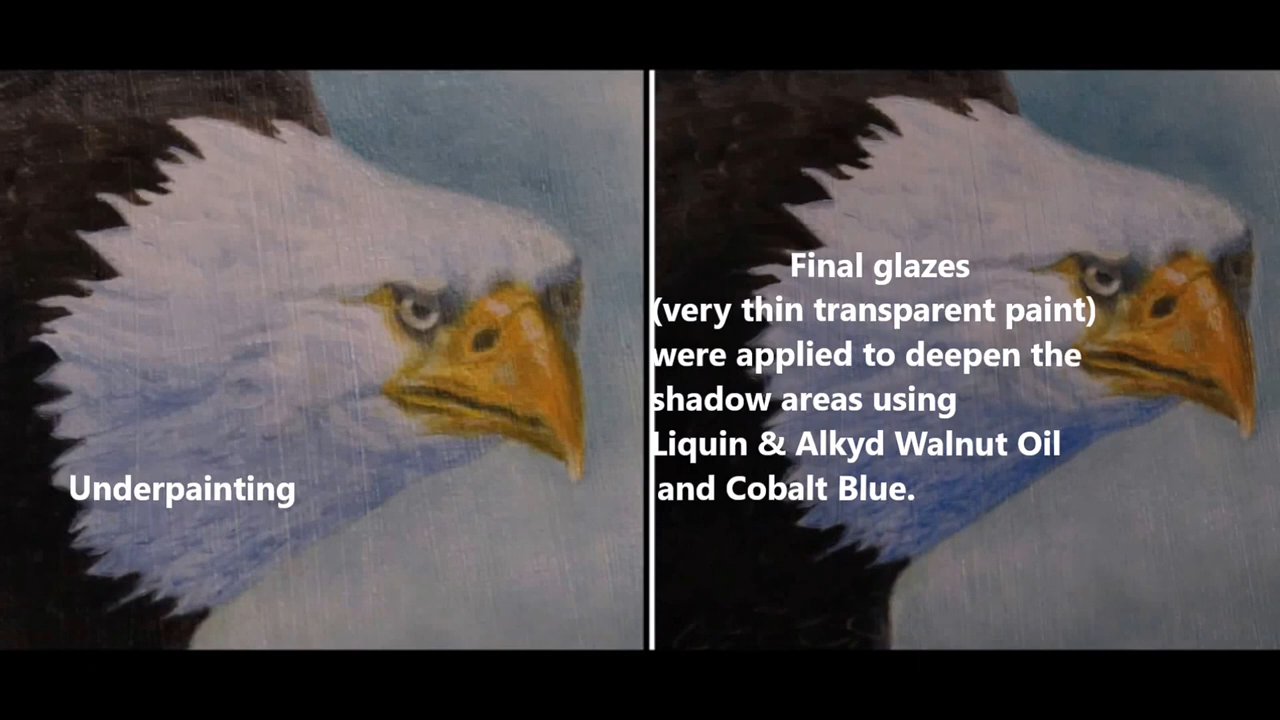 Underpainting
Final glazes
(very thin transparent paint)
were applied to deepen the
shadow areas using
Liquin & Alkyd Walnut Oil
and Cobalt Blue.